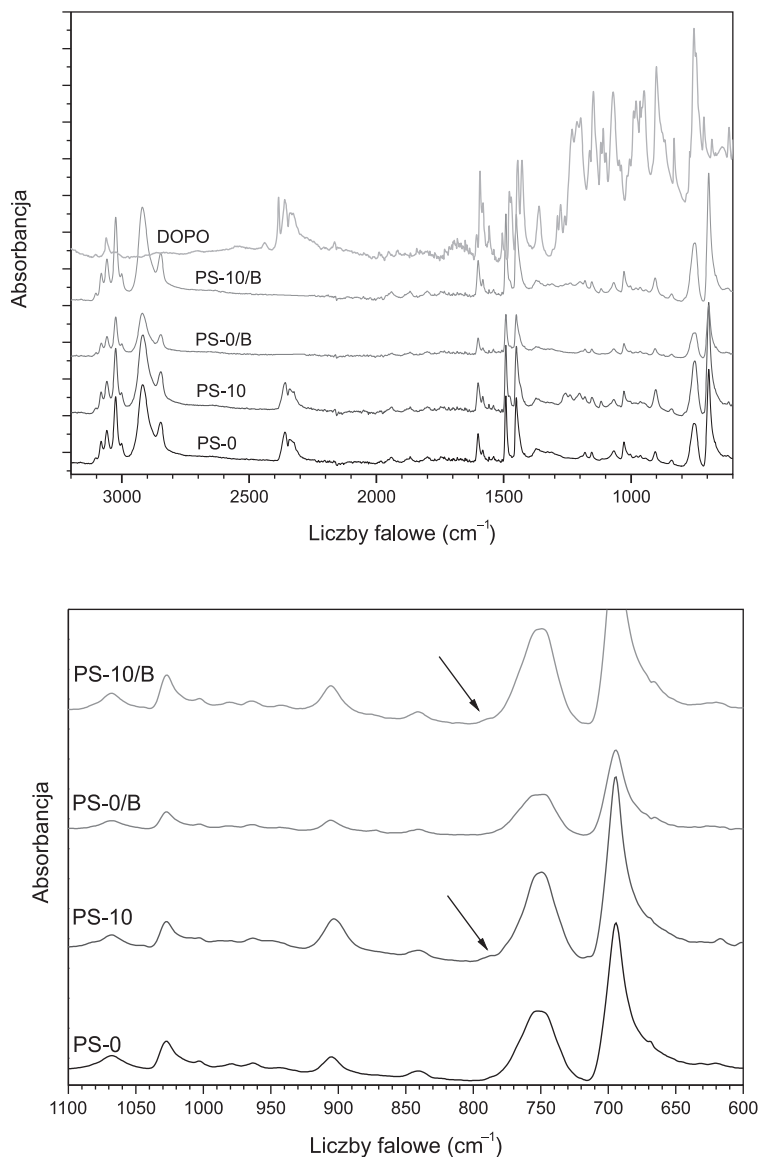 Absorbancja
DOPO
PS-10/B
PS-0/B
PS-10
PS-0
3000 2500 2000 1500 1000
Liczby falowe (cm⁻¹)
Absorbancja
PS-10/B
PS-0/B
PS-10
PS-0
1100 1050 1000 950 900 850 800 750 700 650 600
Liczby falowe (cm⁻¹)